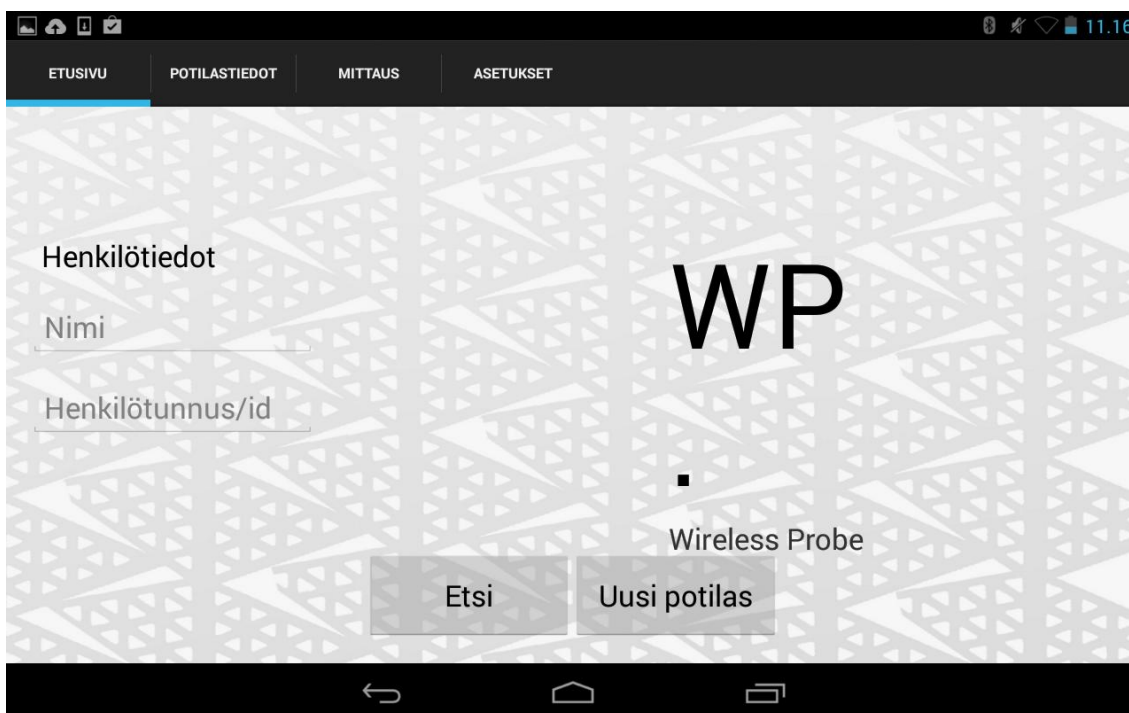 11.16
ETUSIVU POTILASTIEDOT MITTAUS ASETUKSET
Henkilötiedot
Nimi
Henkilötunnus/id
WP
.
Wireless Probe
Etsi Uusi potilas